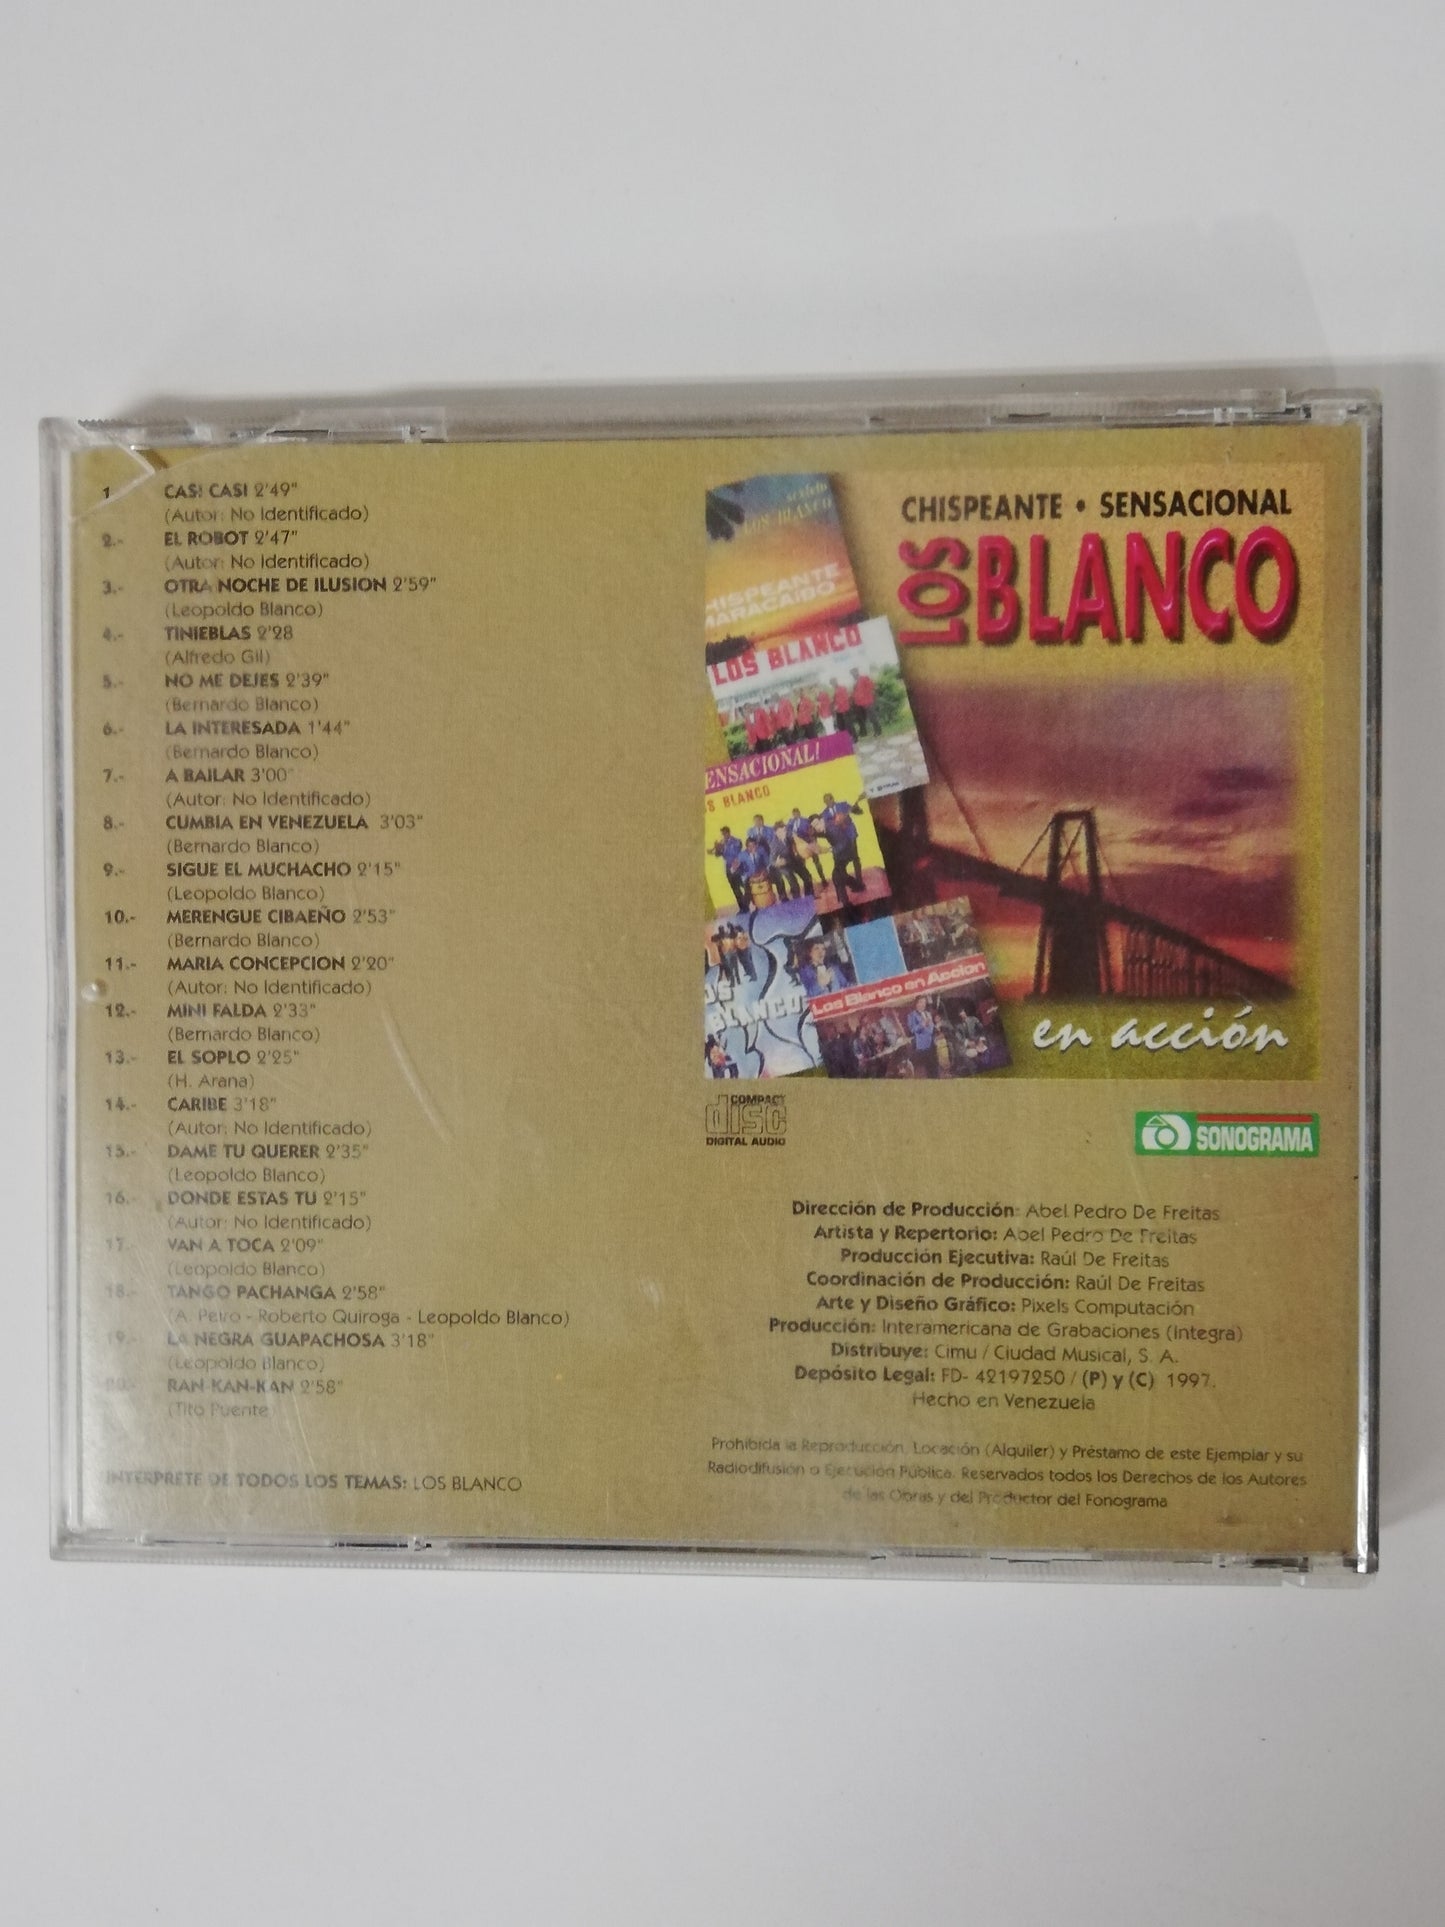 1 CASI CASI 2'49"
(Autor: No Identificado)
2.- EL ROBOT 2'47"
(Autor: No Identificado)
3.- OTRA NOCHE DE ILUSION 2'59"
(Leopoldo Blanco)
4.- TINIEBLAS 2'28
(Alfredo Gil)
5.- NO ME DEJES 2'39"
(Bernardo Blanco)
6.- LA INTERESADA 1'44"
(Bernardo Blanco)
7.- A BAILAR 3'00"
(Autor: No Identificado)
8.- CUMBIA EN VENEZUELA 3'03"
(Bernardo Blanco)
9.- SIGUE EL MUCHACHO 2'15"
(Leopoldo Blanco)
10.- MERENGUE CIBAEÑO 2'53"
(Bernardo Blanco)
11.- MARIA CONCEPCION 2'20"
(Autor: No Identificado)
12.- MINI FALDA 2'33"
(Bernardo Blanco)
13.- EL SOPLO 2'25"
(H. Arana)
14.- CARIBE 3'18"
(Autor: No Identificado)
15.- DAME TU QUERER 2'35"
(Leopoldo Blanco)
16.- DONDE ESTAS TU 2'15"
(Autor: No Identificado)
17.- VAN A TOCA 2'09"
(Leopoldo Blanco)
18.- TANGO PACHANGA 2'58"
(A. Peiro - Roberto Quiroga - Leopoldo Blanco)
19.- LA NEGRA GUAPACHOSA 3'18"
(Leopoldo Blanco)
20.- RAN-KAN-KAN 2'58"
(Tito Puente)
INTERPRETE DE TODOS LOS TEMAS: LOS BLANCO
CHISPEANTE • SENSACIONAL
LOS BLANCO
en acción
sexteto
LOS BLANCO
HISPEANTE
MARACAIBO
LOS BLANCO
ENSACIONAL!
S BLANCO
OS
BLANCO
Los Blanco en Accion
COMPACT
disc
DIGITAL AUDIO
SONOGRAMA
Dirección de Producción: Abel Pedro De Freitas
Artista y Repertorio: Abel Pedro De Freitas
Producción Ejecutiva: Raúl De Freitas
Coordinación de Producción: Raúl De Freitas
Arte y Diseño Gráfico: Pixels Computación
Producción: Interamericana de Grabaciones (Integra)
Distribuye: Cimu / Ciudad Musical, S. A.
Depósito Legal: FD- 42197250 / (P) y (C) 1997.
Hecho en Venezuela
Prohibida la Reproducción, Locación (Alquiler) y Préstamo de este Ejemplar y su
Radiodifusión o Ejecución Pública. Reservados todos los Derechos de los Autores
de las Obras y del Productor del Fonograma